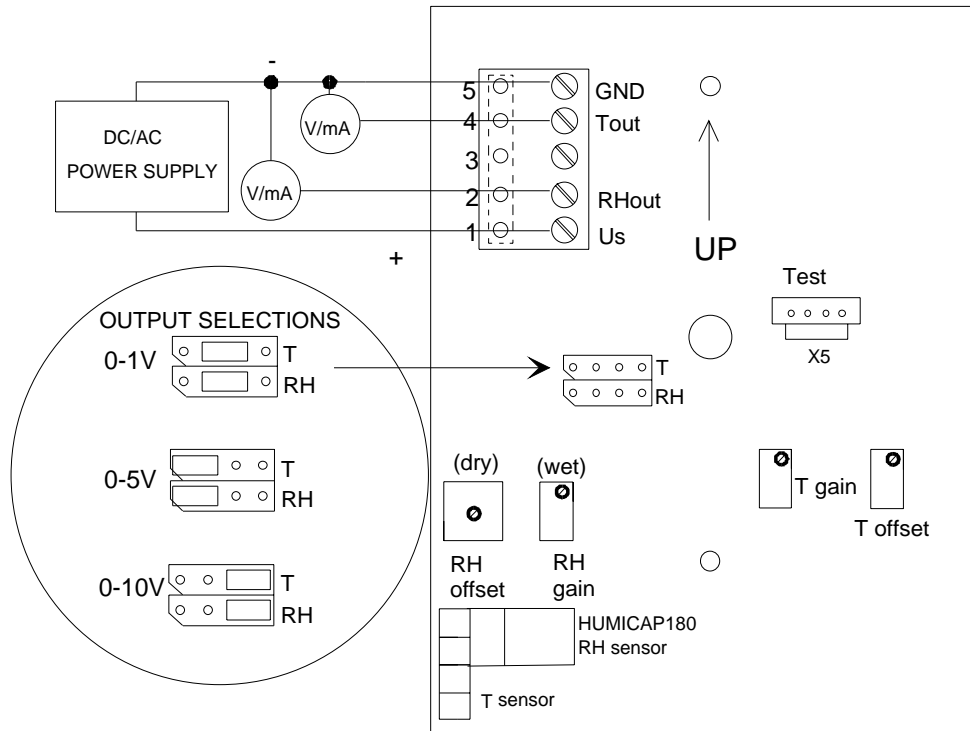 -
DC/AC
POWER SUPPLY
V/mA
V/mA
+
5
4
3
2
1
GND
Tout
RHout
Us
UP
Test
X5
OUTPUT SELECTIONS
0-1V
T
RH
0-5V
T
RH
0-10V
T
RH
T
RH
(dry)
(wet)
RH
offset
RH
gain
T gain
T offset
HUMICAP180
RH sensor
T sensor